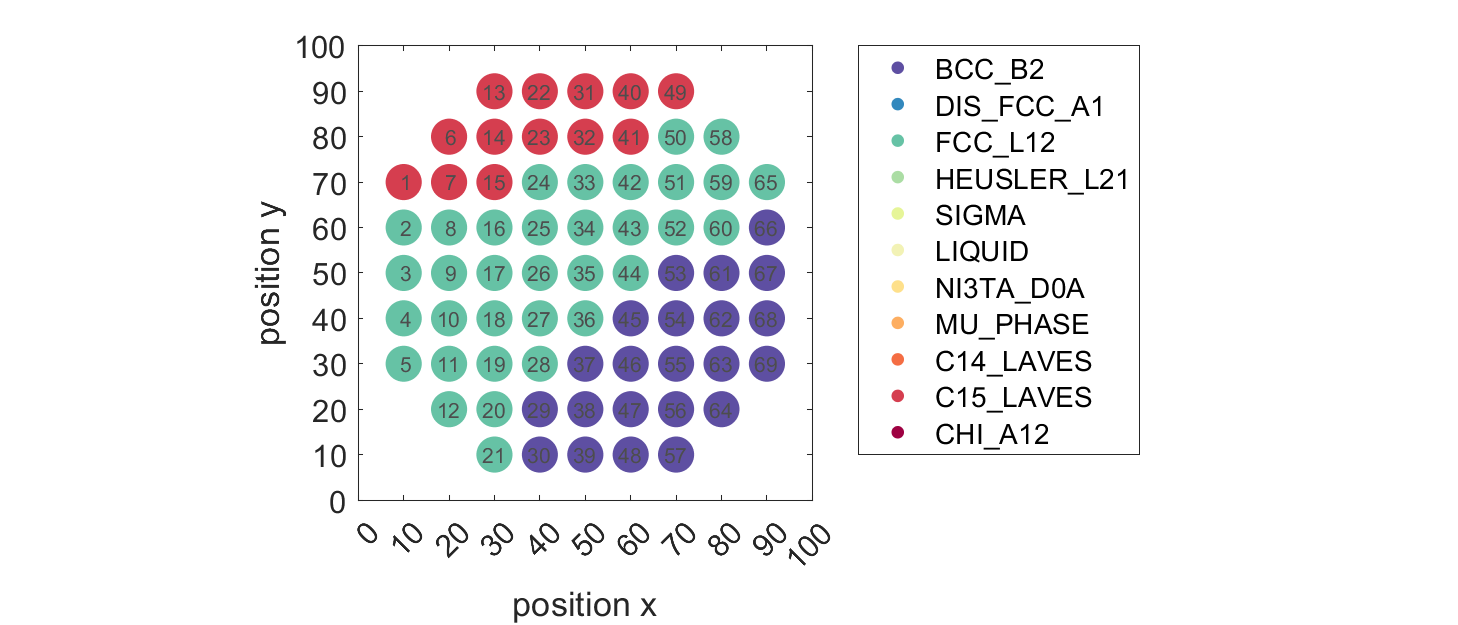 100
90 13 22 31 40 49
80 6 14 23 32 41 50 58
70 1 7 15 24 33 42 51 59 65
60 2 8 16 25 34 43 52 60 66
50 3 9 17 26 35 44 53 61 67
40 4 10 18 27 36 45 54 62 68
30 5 11 19 28 37 46 55 63 69
20 12 20 29 38 47 56 64
10 21 30 39 48 57
0
position y
0 10 20 30 40 50 60 70 80 90 100
position x
BCC_B2
DIS_FCC_A1
FCC_L12
HEUSLER_L21
SIGMA
LIQUID
NI3TA_D0A
MU_PHASE
C14_LAVES
C15_LAVES
CHI_A12